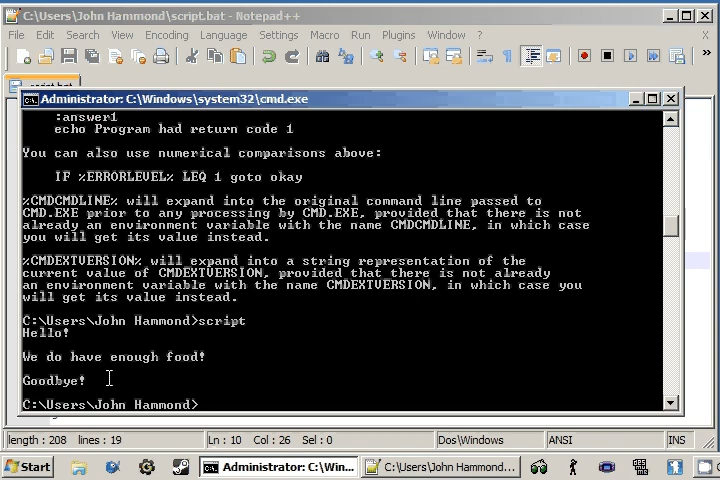 C:\Users\John Hammond\script.bat - Notepad++
File Edit Search View Encoding Language Settings Macro Run Plugins Window ? X
script.bat
Administrator: C:\Windows\system32\cmd.exe
:answer1
echo Program had return code 1
You can also use numerical comparisons above:
IF %ERRORLEVEL% LEQ 1 goto okay
%CMDCMDLINE% will expand into the original command line passed to
CMD.EXE prior to any processing by CMD.EXE, provided that there is not
already an environment variable with the name CMDCMDLINE, in which case
you will get its value instead.
%CMDEXTVERSION% will expand into a string representation of the
current value of CMDEXTVERSION, provided that there is not already
an environment variable with the name CMDEXTVERSION, in which case you
will get its value instead.
C:\Users\John Hammond>script
Hello!
We do have enough food!
Goodbye!
C:\Users\John Hammond>
length : 208 lines : 19 Ln : 10 Col : 26 Sel : 0 Dos\Windows ANSI INS
Start Administrator: C:\Win... C:\Users\John Hammond\...